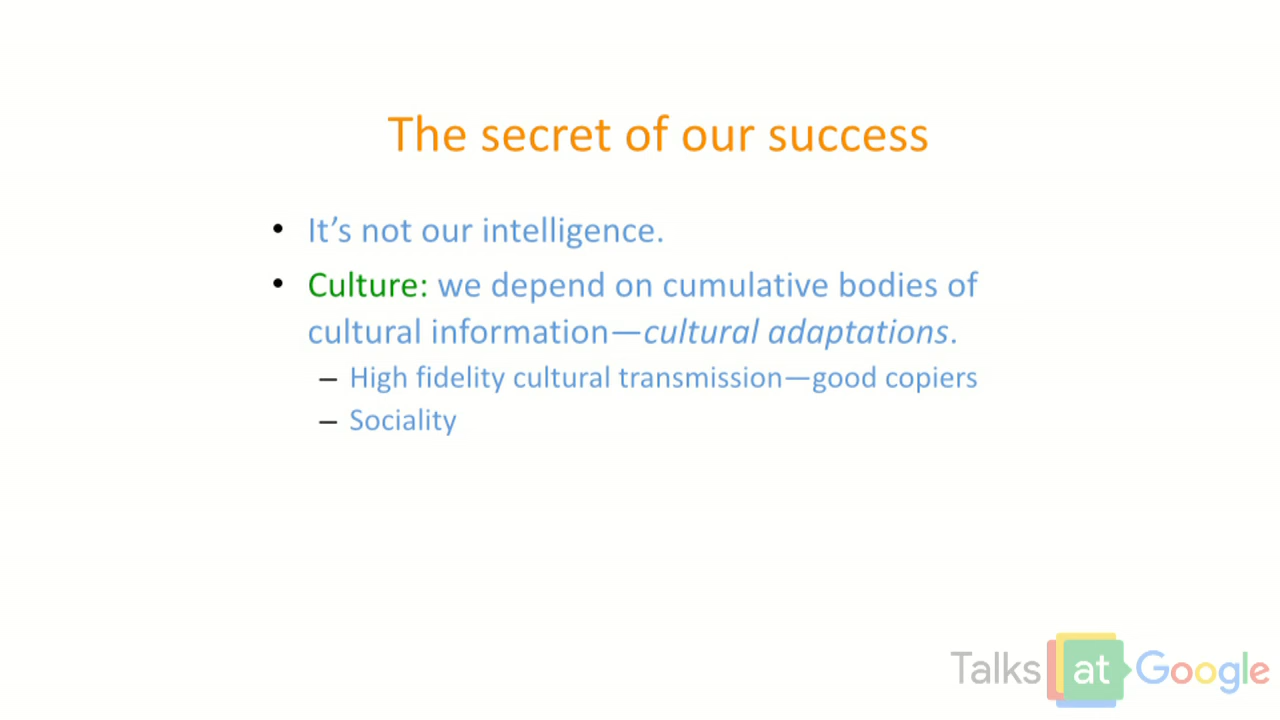 The secret of our success
• It’s not our intelligence.
• Culture: we depend on cumulative bodies of
cultural information—cultural adaptations.
– High fidelity cultural transmission—good copiers
– Sociality
Talks at Google